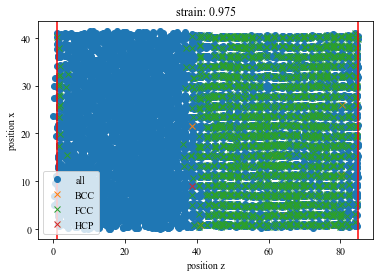 strain: 0.975
position x
40
30
20
10
0
all
BCC
FCC
HCP
0
20
40
60
80
position z